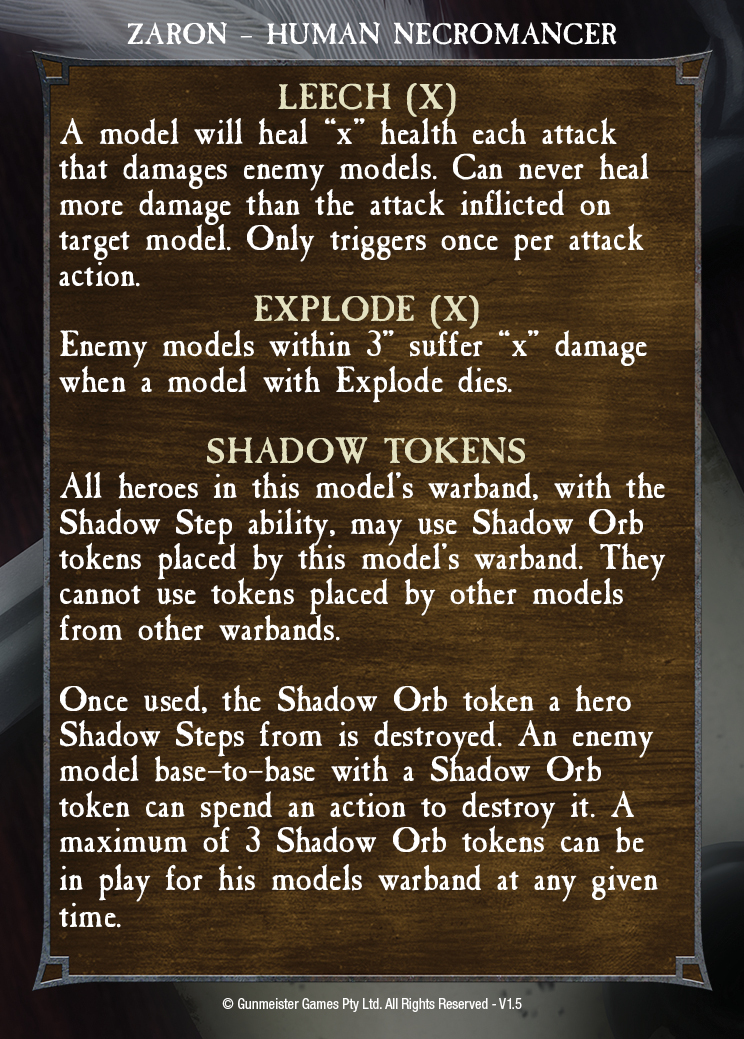 ZARON – HUMAN NECROMANCER
LEECH (X)
A model will heal “x” health each attack
that damages enemy models. Can never heal
more damage than the attack inflicted on
target model. Only triggers once per attack
action.
EXPLODE (X)
Enemy models within 3” suffer “x” damage
when a model with Explode dies.
SHADOW TOKENS
All heroes in this model’s warband, with the
Shadow Step ability, may use Shadow Orb
tokens placed by this model’s warband. They
cannot use tokens placed by other models
from other warbands.
Once used, the Shadow Orb token a hero
Shadow Steps from is destroyed. An enemy
model base-to-base with a Shadow Orb
token can spend an action to destroy it. A
maximum of 3 Shadow Orb tokens can be
in play for his models warband at any given
time.
© Gunmeister Games Pty Ltd. All Rights Reserved - V1.5